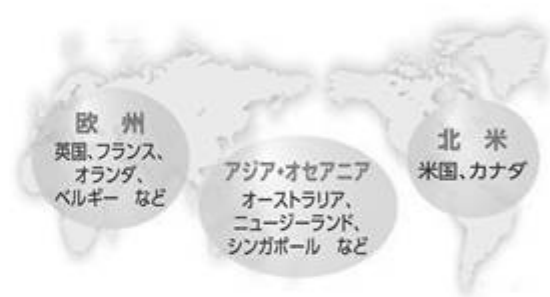 欧 州
英国、フランス、
オランダ、
ベルギー など
アジア・オセアニア
オーストラリア、
ニュージーランド、
シンガポール など
北 米
米国、カナダ